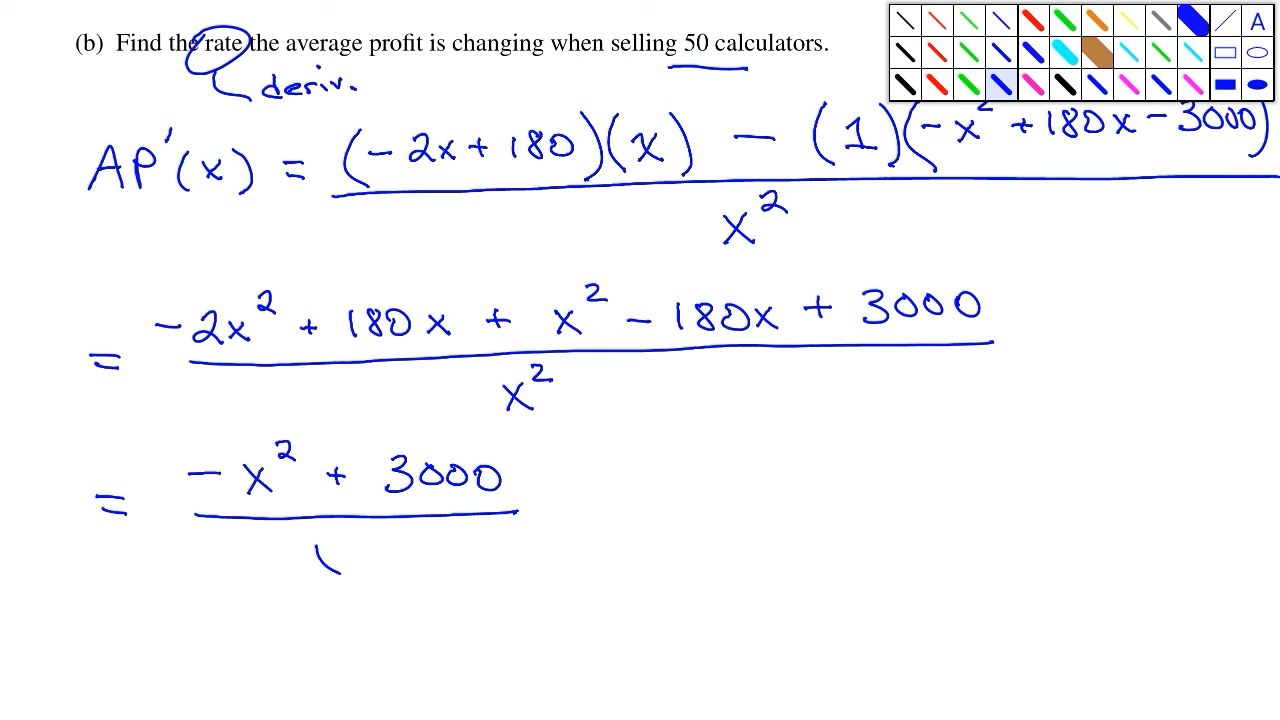 (b) Find the rate the average profit is changing when selling 50 calculators.
deriv.
AP'(x) = (-2x+180)(x) - (1)(-x²+180x-3000)
x²
= -2x² + 180x + x² - 180x + 3000
x²
= -x² + 3000
A